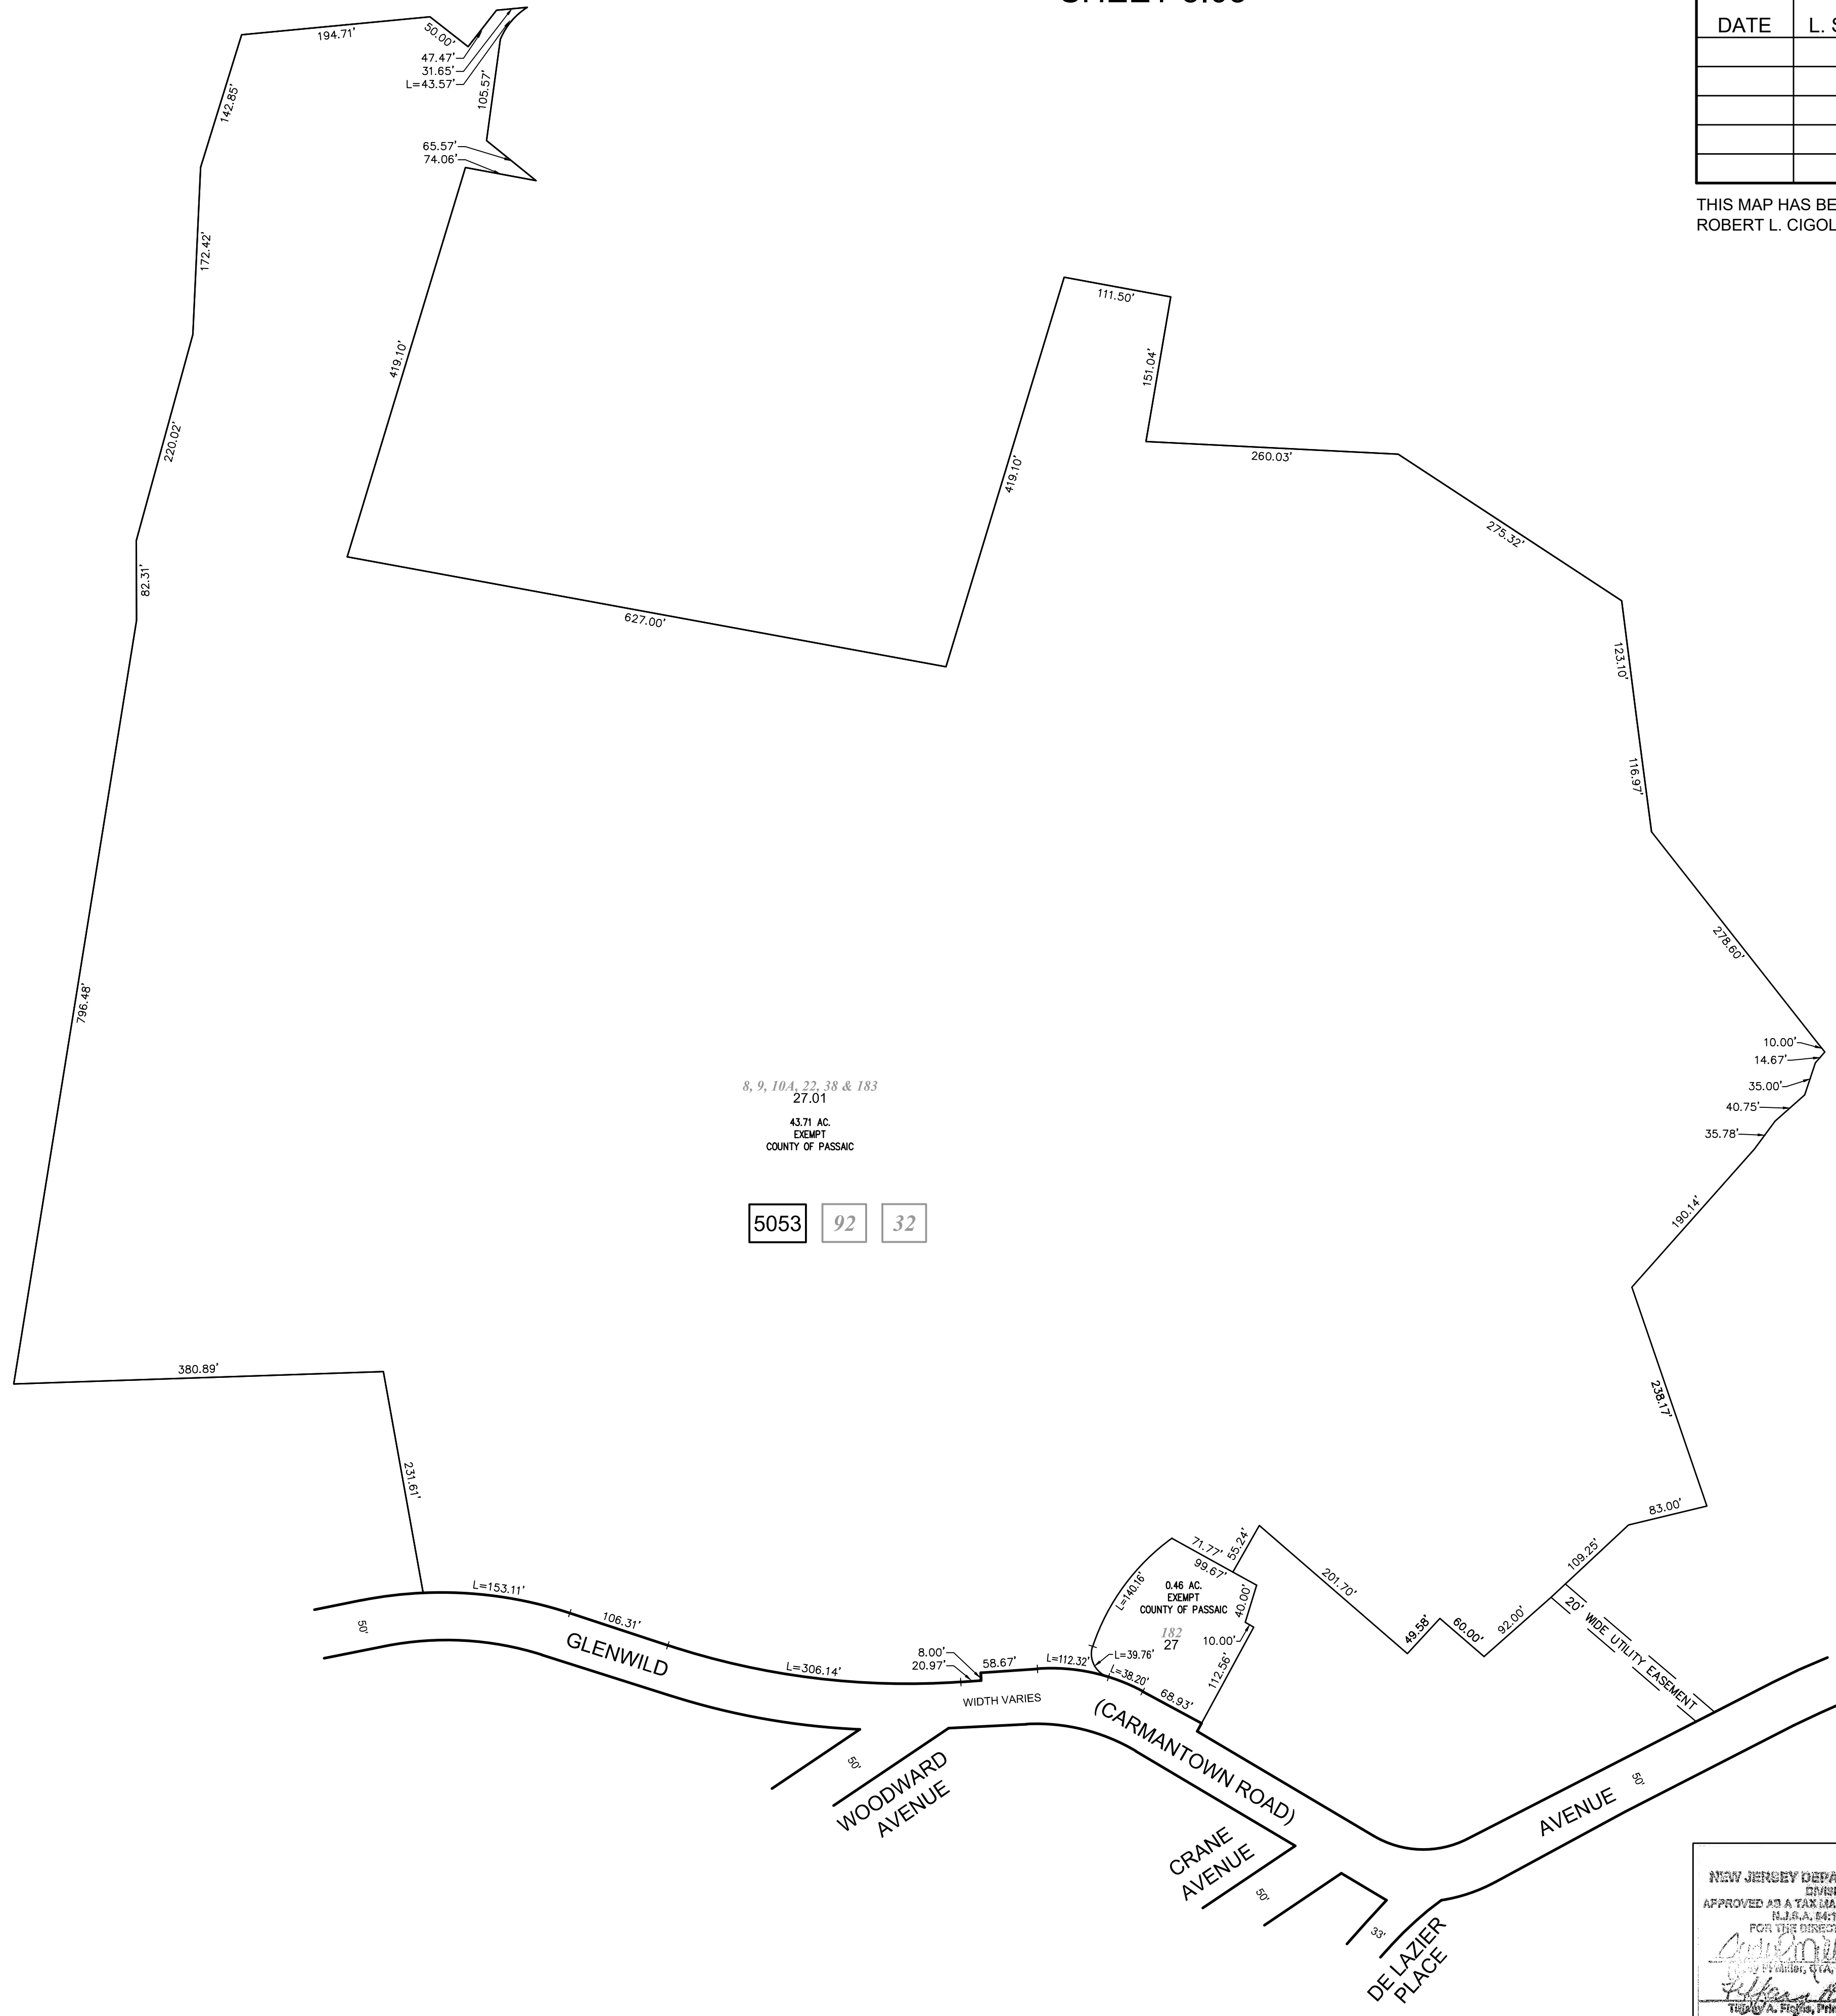 DATE
L. S
THIS MAP HAS BE
ROBERT L. CIGOL
194.71'
50.00'
47.47'
31.65'
L=43.57'
105.57'
142.85'
65.57'
74.06'
172.42'
419.10'
220.02'
82.31'
627.00'
419.10'
111.50'
151.04'
260.03'
275.32'
123.10'
116.97'
278.60'
10.00'
14.67'
35.00'
40.75'
35.78'
190.14'
796.48'
8, 9, 10A, 22, 38 & 183
27.01
43.71 AC.
EXEMPT
COUNTY OF PASSAIC
5053
92
32
380.89'
231.61'
238.17'
83.00'
109.25'
92.00'
60.00'
49.58'
201.70'
55.24'
71.77'
99.67'
L=140.16'
0.46 AC.
EXEMPT
COUNTY OF PASSAIC
40.00'
182
27
10.00'
112.56'
L=39.76'
L=38.20'
68.93'
L=112.32'
58.67'
8.00'
20.97'
L=306.14'
106.31'
L=153.11'
50'
GLENWILD
WIDTH VARIES
(CARMANTOWN ROAD)
20' WIDE UTILITY EASEMENT
AVENUE
50'
50'
WOODWARD
AVENUE
CRANE
AVENUE
50'
33'
DE LAZIER
PLACE
NEW JERSEY DEPA
DIVISI
APPROVED AS A TAX MA
FOR THE DIRECT